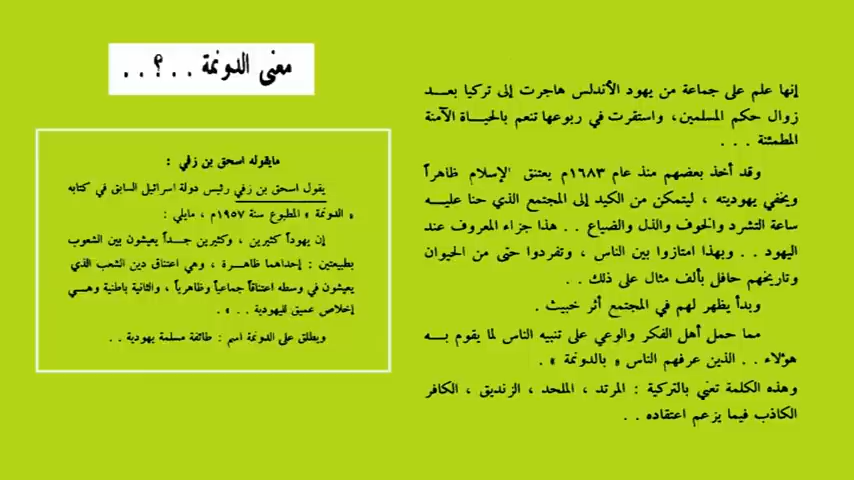 معنى الدونمة . . ؟ . .
إنها علم على جماعة من يهود الأندلس هاجرت إلى تركيا بعـــد
زوال حكم المسلمين، واستقرت في ربوعها تنعم بالحيـــاة الآمنة
المطمئنة . . .
وقد أخذ بعضهم منذ عام ١٦٨٣م يعتنق الإسلام ظاهراً
ويخفي يهوديته ، ليتمكن من الكيد إلى المجتمع الذي حنا عليـــه
ساعة التشرد والخوف والذل والضياع . . هذا جزاء المعروف عند
اليهود . . وبهذا امتازوا بين الناس ، وتفردوا حتى من الحيوان
وتاريخهم حافل بألف مثال على ذلك . .
وبدأ يظهر لهم في المجتمع أثر خبيث .
مما حمل أهل الفكر والوعي على تنبيه الناس لما يقوم بـــه
هؤلاء . . الذين عرفهم الناس « بالدونمة » .
وهذه الكلمة تعني بالتركية : المرتد ، الملحد ، الزنديق ، الكافر
الكاذب فيما يزعم اعتقاده . .
مايقوله اسحق بن زفي :
يقول اسحق بن زفي رئيس دولة اسرائيل السابق في كتابه
« الدونمة » المطبوع سنة ١٩٥٧م ، مايلي :
إن يهوداً كثيرين ، وكثيرين جـــداً يعيشون بين الشعوب
بطبيعتين : إحداهما ظاهـــرة ، وهي اعتناق دين الشعب الذي
يعيشون في وسطه اعتناقاً جماعياً وظاهرياً ، والثانية باطنية وهـــي
إخلاص عميق لليهودية . . » .
ويطلق على الدونمة اسم : طائفة مسلمة يهودية . .